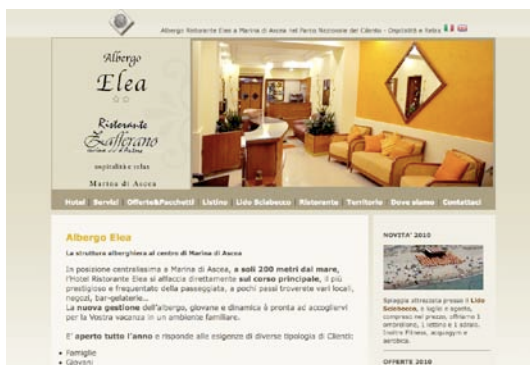 Albergo Ristorante Elea a Marina di Ascea nel Parco Nazionale del Cilento - Ospitalità e Relax
Albergo
Elea
Ristorante
Zafferano
ospitalità e relax
Marina di Ascea
Hotel | Servizi | Offerte&Pacchetti | Listino | Lido Sciabecco | Ristorante | Territorio | Dove siamo | Contattaci
Albergo Elea
La struttura alberghiera al centro di Marina di Ascea
In posizione centralissima a Marina di Ascea, a soli 200 metri dal mare,
l'Hotel Ristorante Elea si affaccia direttamente sul corso principale, il più
prestigioso e frequentato della passeggiata, a pochi passi troverete vari locali,
negozi, bar-gelaterie...
La nuova gestione dell'albergo, giovane e dinamica è pronta ad accogliervi
per la Vostra vacanza in un ambiente familiare.
E' aperto tutto l'anno e risponde alle esigenze di diverse tipologia di Clienti:
• Famiglie
• Giovani
NOVITA' 2010
Spiaggia attrezzata presso il Lido
Sciabecco, a luglio e agosto,
compreso nel prezzo, offriamo 1
ombrellone, 1 lettino e 1 sdraio.
Inoltre Fitness, acquagym e
aerobica.
OFFERTE 2010